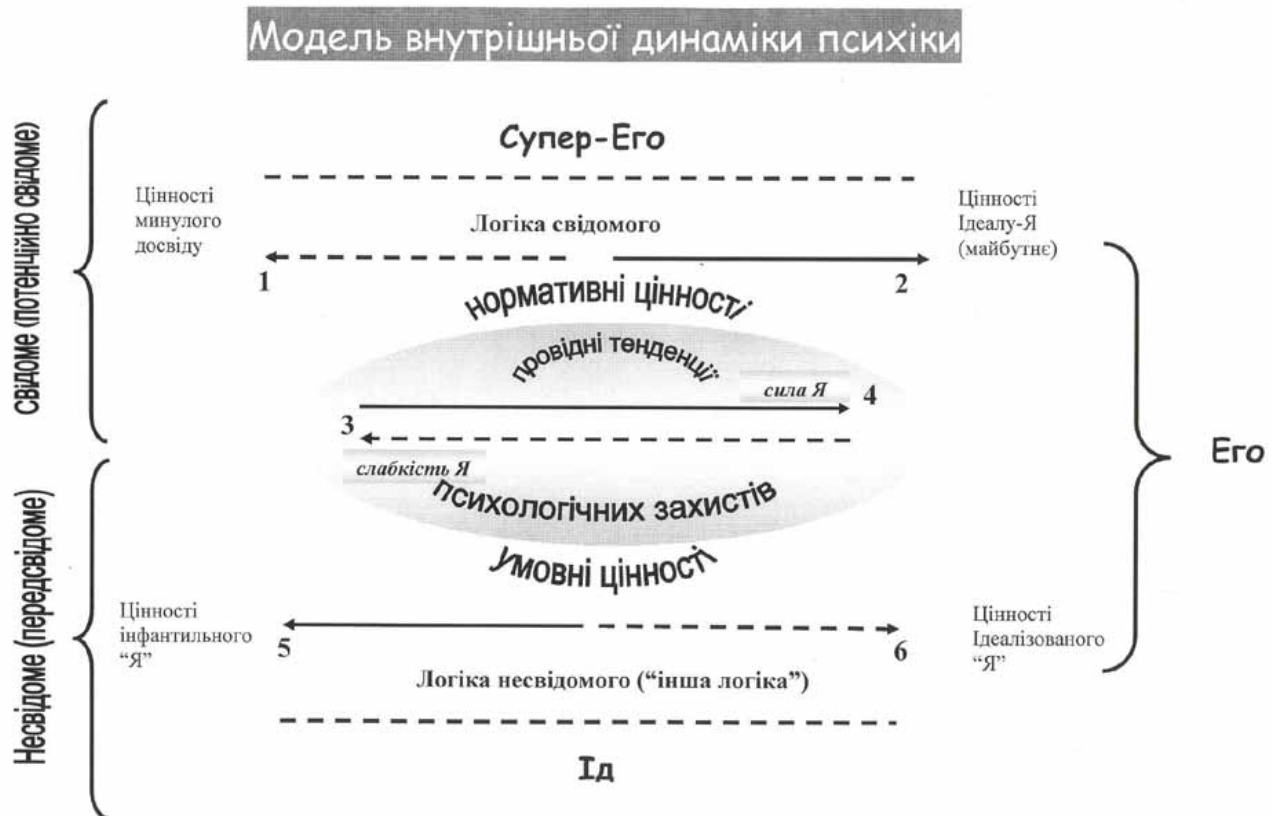 Модель внутрішньої динаміки психіки
свідоме (потенційно свідоме)
Супер-Его
Цінності
минулого
досвіду
Логіка свідомого
Цінності
Ідеалу-Я
(майбутнє)
1
2
нормативні цінності
провідні тенденції
сила Я
4
3
слабкість Я
психологічних захистів
Умовні цінності
Его
Несвідоме (передсвідоме)
Цінності
інфантильного
“Я”
5
6
Цінності
Ідеалізованого
“Я”
Логіка несвідомого (“інша логіка”)
Ід